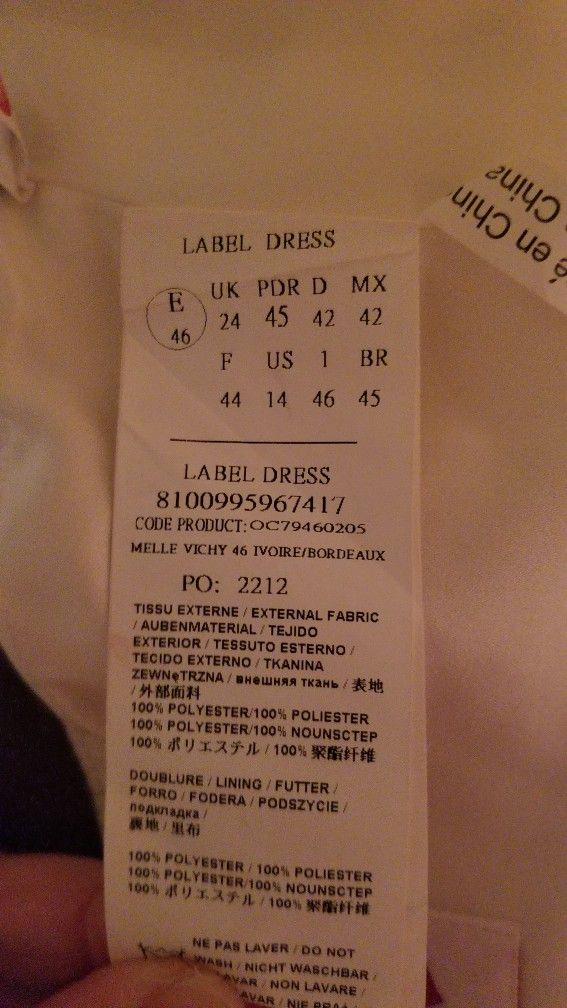 é en Chin
Chin
LABEL DRESS
E UK PDR D MX
46 24 45 42 42
F US 1 BR
44 14 46 45
LABEL DRESS
8100995967417
CODE PRODUCT:OC79460205
MELLE VICHY 46 IVOIRE/BORDEAUX
PO: 2212
TISSU EXTERNE / EXTERNAL FABRIC
/ AUBENMATERIAL / TEJIDO
EXTERIOR / TESSUTO ESTERNO /
TECIDO EXTERNO / TKANINA
ZEWNęTRZNA / внешняя ткань / 表地
/ 外部面料
100% POLYESTER/100% POLIESTER
100% POLYESTER/100% NOUNSCTEP
100% ポリエステル / 100% 聚酯纤维
DOUBLURE / LINING / FUTTER /
FORRO / FODERA / PODSZYCIE /
подкладка /
裏地 / 里布
100% POLYESTER / 100% POLIESTER
100% POLYESTER/100% NOUNSCTEP
100% ポリエステル / 100% 聚酯纤维
NE PAS LAVER / DO NOT
WASH / NICHT WASCHBAR /
LAVAR / NON LAVARE /
LAVAR / NIE